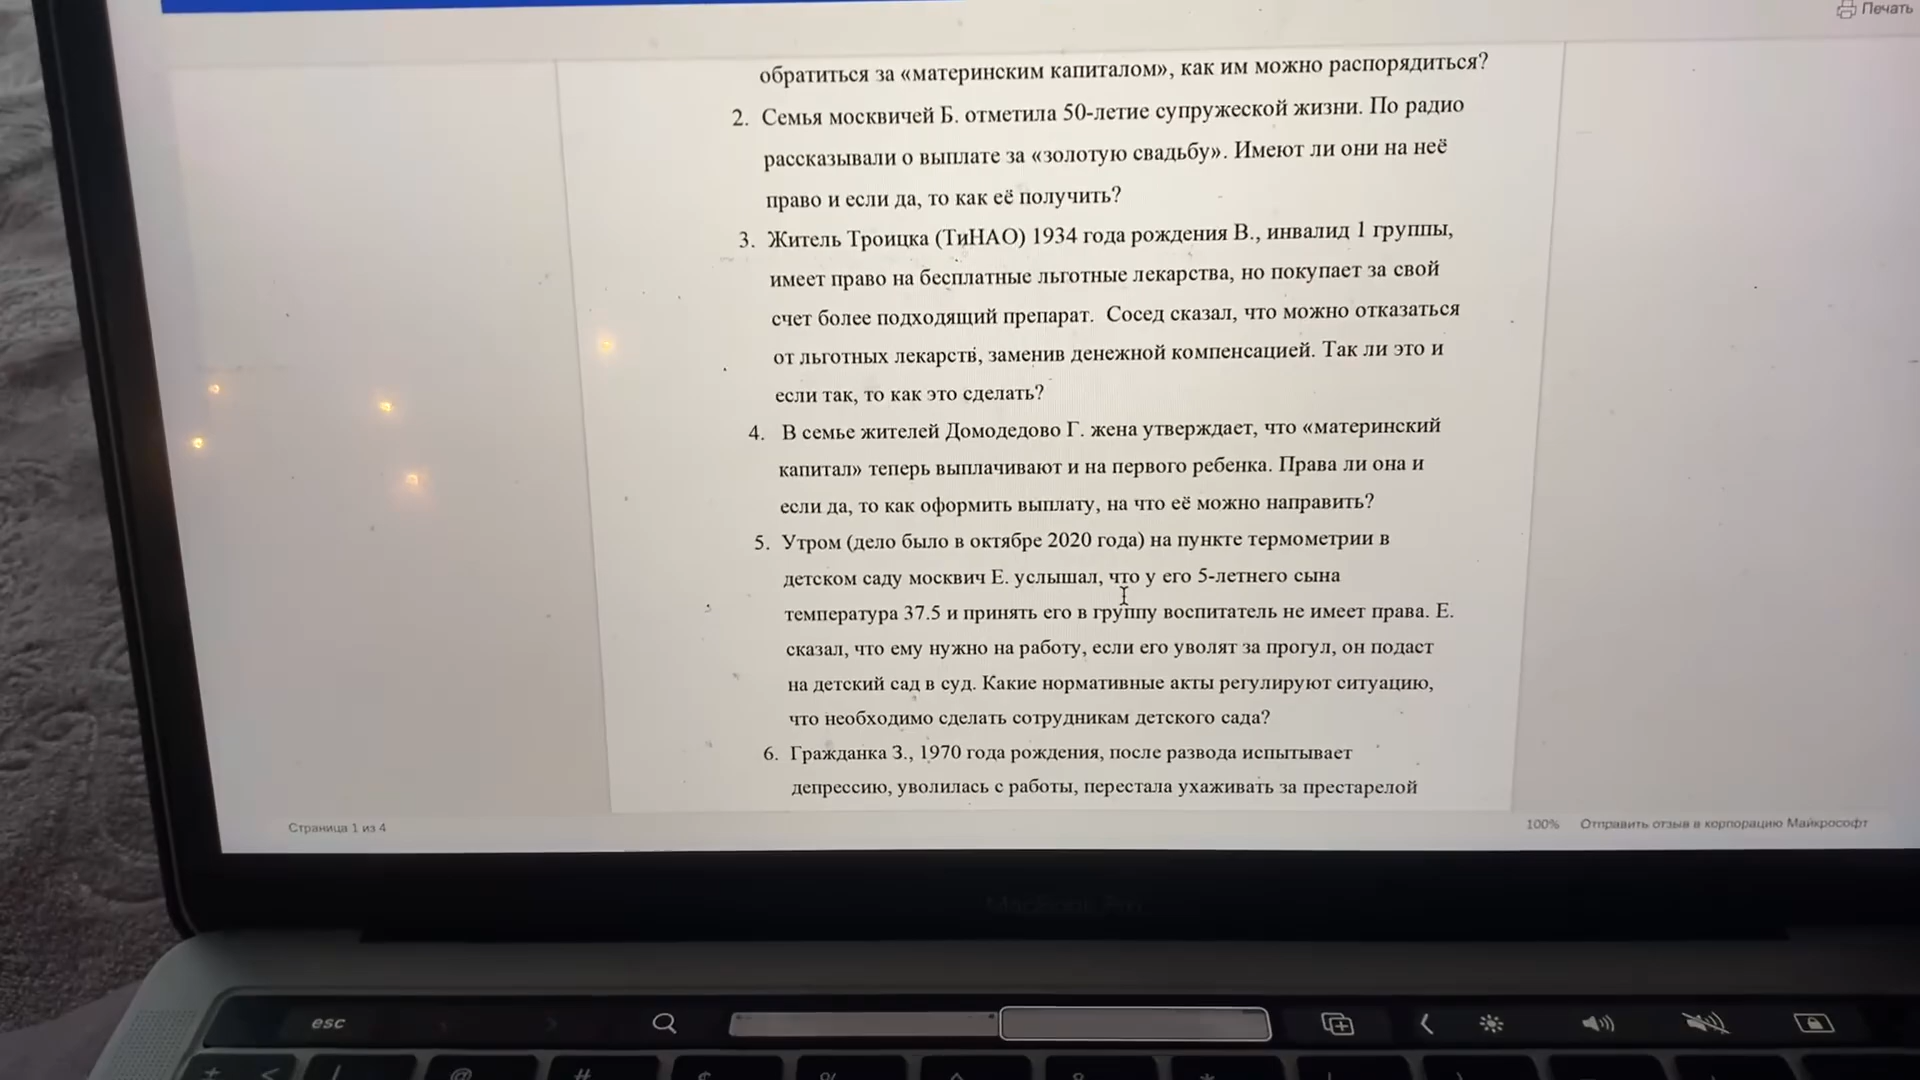 Печать
обратиться за «материнским капиталом», как им можно распорядиться?
2. Семья москвичей Б. отметила 50-летие супружеской жизни. По радио
рассказывали о выплате за «золотую свадьбу». Имеют ли они на неё
право и если да, то как её получить?
3. Житель Троицка (ТиНАО) 1934 года рождения В., инвалид 1 группы,
имеет право на бесплатные льготные лекарства, но покупает за свой
счет более подходящий препарат. Сосед сказал, что можно отказаться
от льготных лекарств, заменив денежной компенсацией. Так ли это и
если так, то как это сделать?
4. В семье жителей Домодедово Г. жена утверждает, что «материнский
капитал» теперь выплачивают и на первого ребенка. Права ли она и
если да, то как оформить выплату, на что её можно направить?
5. Утром (дело было в октябре 2020 года) на пункте термометрии в
детском саду москвич Е. услышал, что у его 5-летнего сына
температура 37.5 и принять его в группу воспитатель не имеет права. Е.
сказал, что ему нужно на работу, если его уволят за прогул, он подаст
на детский сад в суд. Какие нормативные акты регулируют ситуацию,
что необходимо сделать сотрудникам детского сада?
6. Гражданка З., 1970 года рождения, после развода испытывает
депрессию, уволилась с работы, перестала ухаживать за престарелой
Страница 1 из 4
100% Отправить отзыв в корпорацию Майкрософт
MacBook Pro
esc